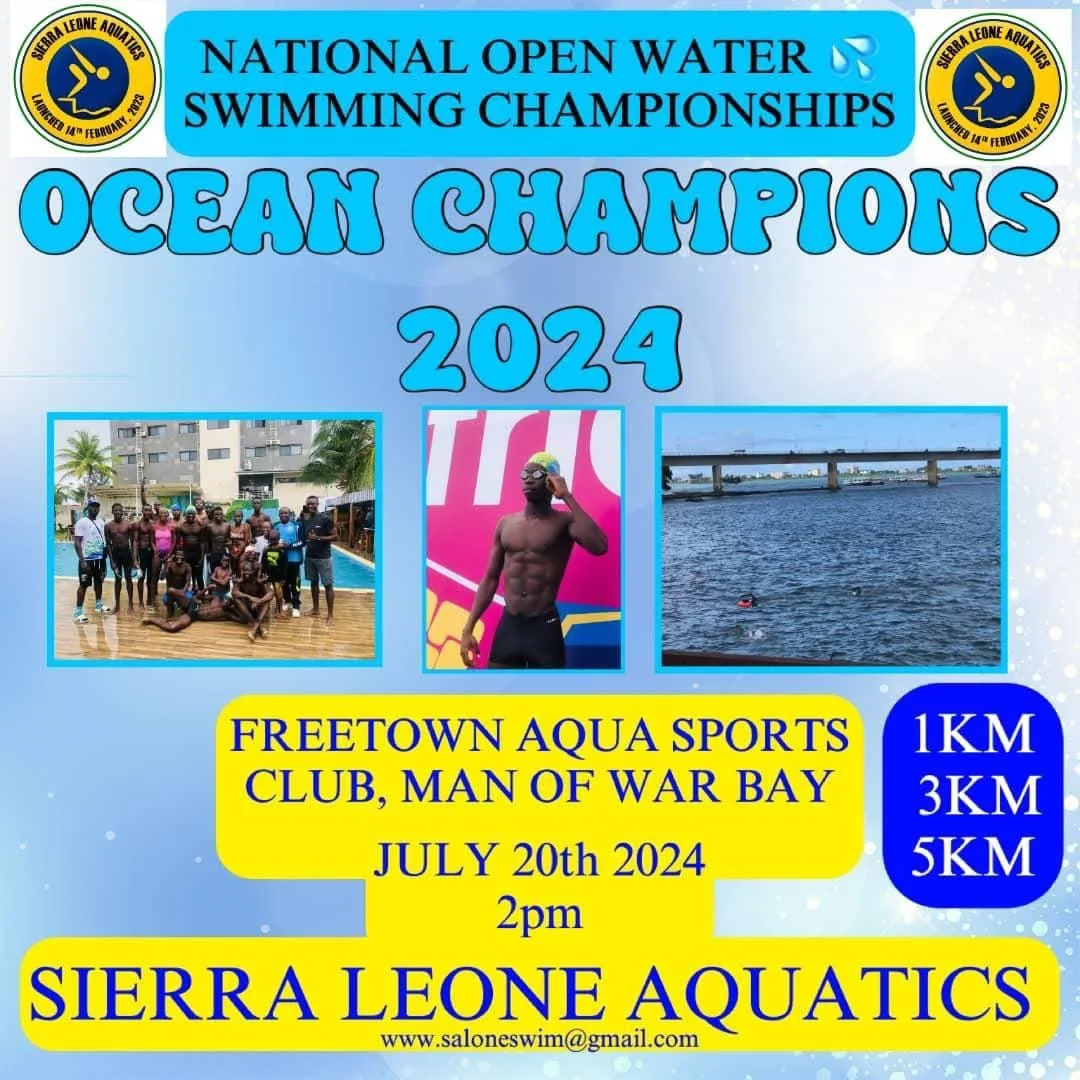 SIERRA LEONE AQUATICS
LAUNCHED 14TH FEBRUARY, 2023
NATIONAL OPEN WATER 💦
SWIMMING CHAMPIONSHIPS
SIERRA LEONE AQUATICS
LAUNCHED 14TH FEBRUARY, 2023
OCEAN CHAMPIONS
2024
FREETOWN AQUA SPORTS
CLUB, MAN OF WAR BAY
JULY 20th 2024
2pm
1KM
3KM
5KM
SIERRA LEONE AQUATICS
www.saloneswim@gmail.com